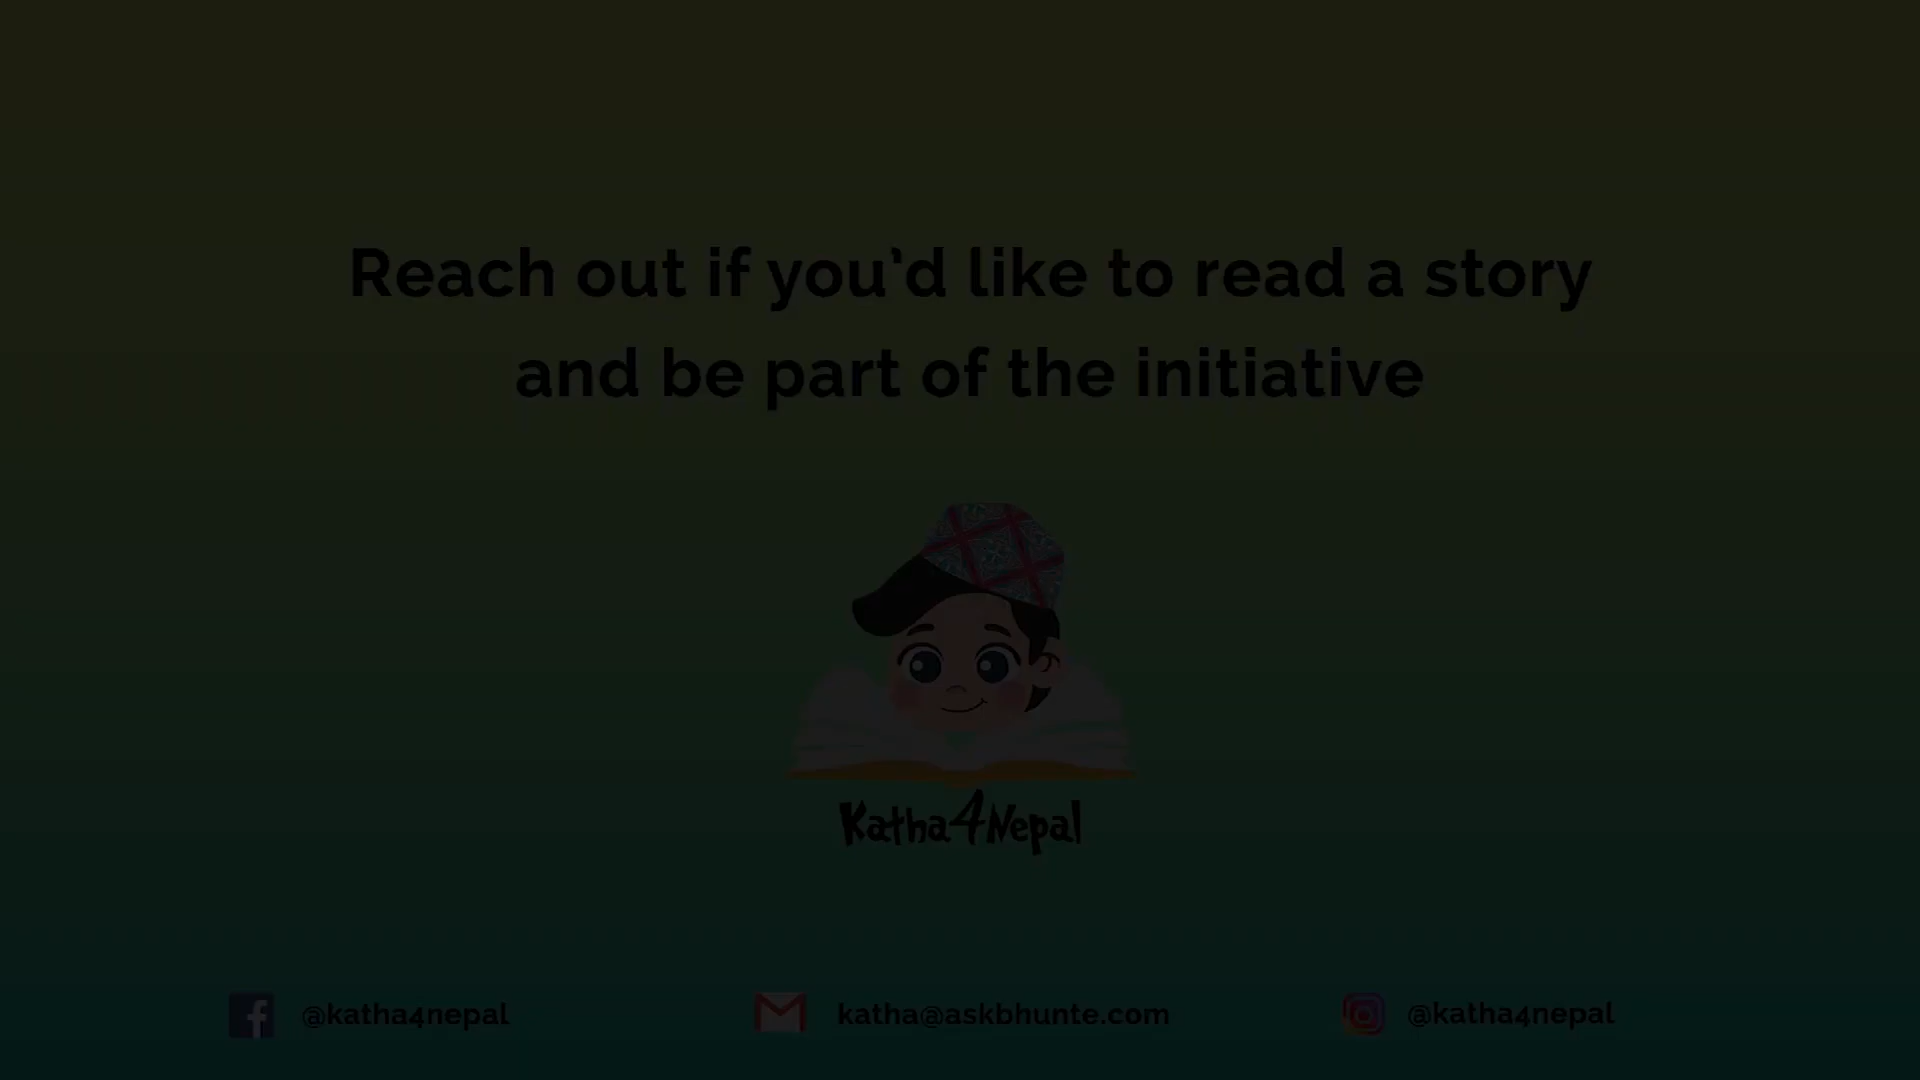 Reach out if you’d like to read a story
and be part of the initiative
Katha4Nepal
@katha4nepal
katha@askbhunte.com
@katha4nepal